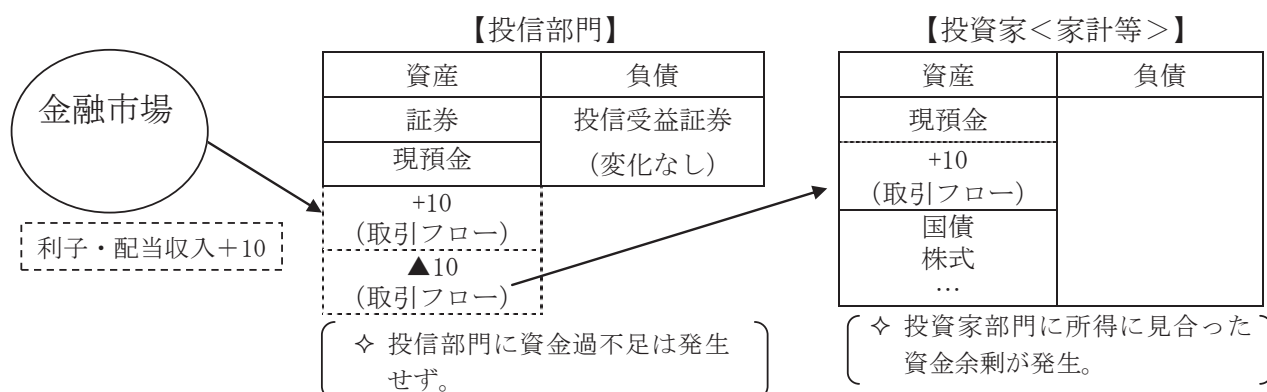 【投信部門】
【投資家<家計等>】
金融市場
利子・配当収入+10
資産 負債
証券 投信受益証券
現預金 (変化なし)
+10
(取引フロー)
▲10
(取引フロー)
✧ 投信部門に資金過不足は発生
せず。
資産 負債
現預金
+10
(取引フロー)
国債
株式
…
✧ 投資家部門に所得に見合った
資金余剰が発生。